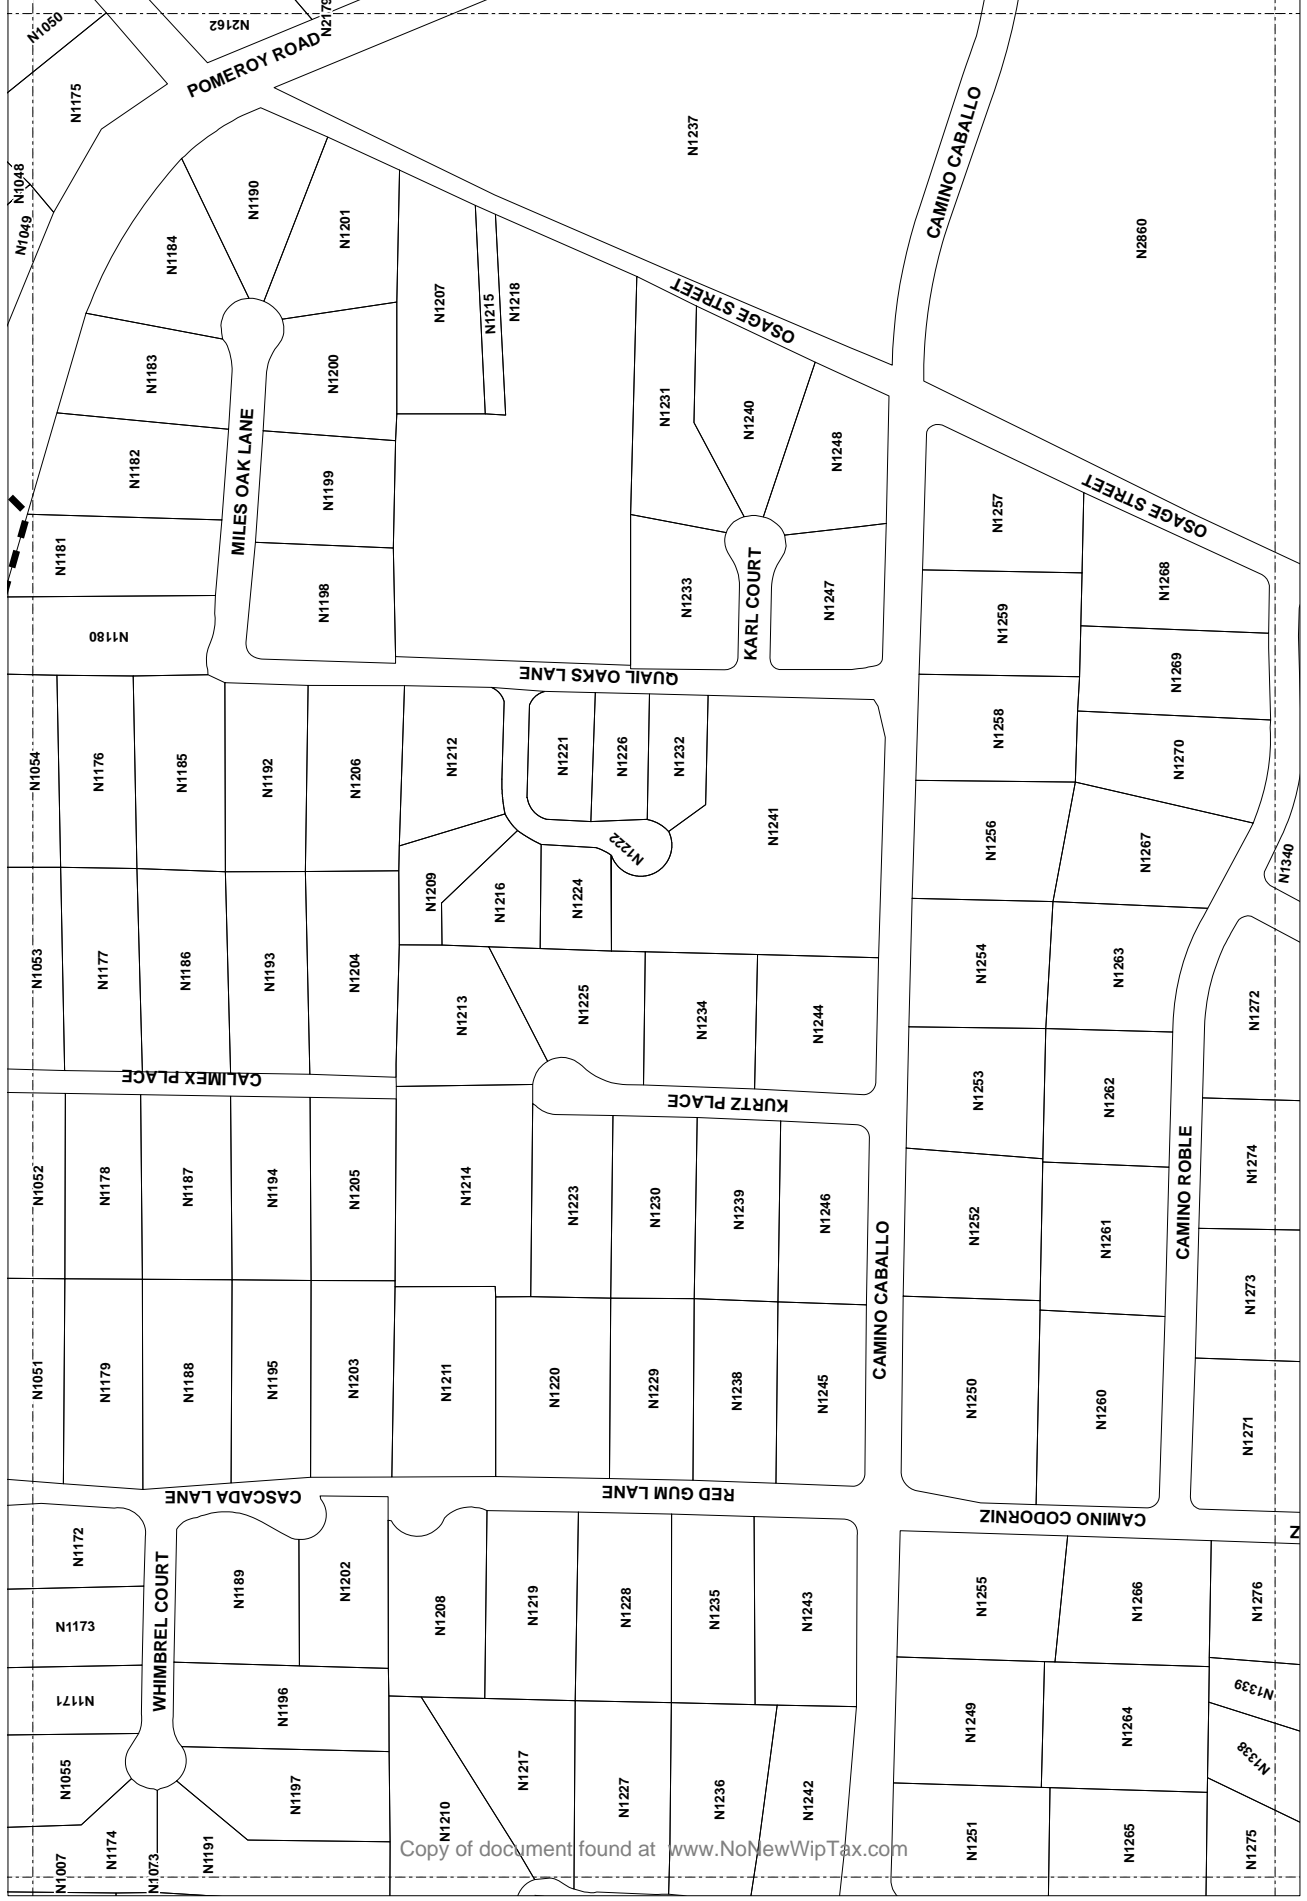 N1050
N2162
N2179
POMEROY ROAD
N1175
N1048
N1049
N1237
CAMINO CABALLO
N2860
N1190
N1201
N1184
N1207
N1215
N1218
OSAGE STREET
N1183
N1200
N1231
N1240
N1248
N1182
MILES OAK LANE
N1199
N1257
OSAGE STREET
N1181
N1198
N1233
KARL COURT
N1247
N1259
N1268
N1180
QUAIL OAKS LANE
N1269
N1054
N1176
N1185
N1192
N1206
N1212
N1221
N1226
N1232
N1258
N1270
N1222
N1241
N1256
N1267
N1340
N1209
N1216
N1224
N1053
N1177
N1186
N1193
N1204
N1213
N1225
N1234
N1244
N1254
N1263
N1272
CALIMEX PLACE
KURTZ PLACE
N1253
N1262
N1052
N1178
N1187
N1194
N1205
N1214
N1223
N1230
N1239
N1246
CAMINO CABALLO
N1252
N1261
CAMINO ROBLE
N1274
N1273
N1051
N1179
N1188
N1195
N1203
N1211
N1220
N1229
N1238
N1245
N1250
N1260
N1271
CASCADA LANE
RED GUM LANE
CAMINO CODORNIZ
Z
N1172
WHIMBREL COURT
N1189
N1202
N1208
N1219
N1228
N1235
N1243
N1255
N1266
N1276
N1173
N1171
N1196
N1249
N1264
N1339
N1338
N1055
N1197
N1217
N1227
N1236
N1242
N1210
N1251
N1265
N1275
N1007
N1174
N1073
N1191
Copy of document found at www.NoNewWipTax.com